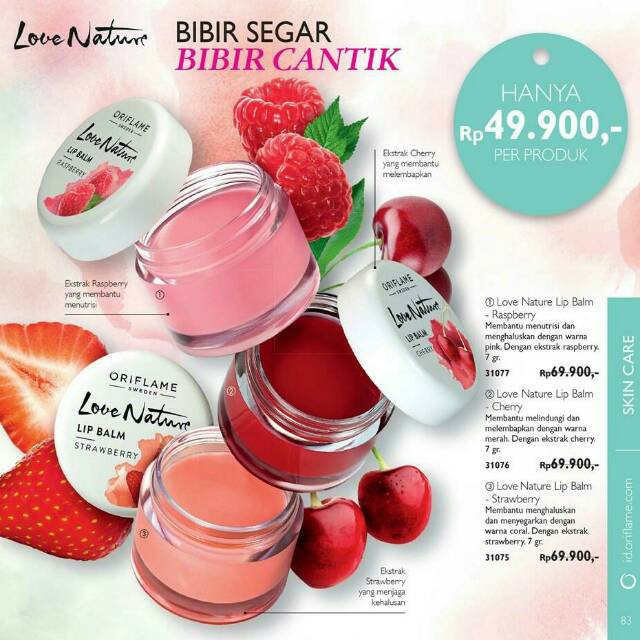 Love Nature
BIBIR SEGAR
BIBIR CANTIK
HANYA
Rp49.900,-
PER PRODUK
ORIFLAME
SWEDEN
Love Nature
LIP BALM
RASPBERRY
Ekstrak Cherry
yang membantu
melembapkan
Ekstrak Raspberry
yang membantu
menutrisi
①
ORIFLAME
SWEDEN
Love Nature
LIP BALM
CHERRY
②
ORIFLAME
SWEDEN
Love Nature
LIP BALM
STRAWBERRY
③
Ekstrak
Strawberry
yang menjaga
kehalusan
① Love Nature Lip Balm
- Raspberry
Membantu menutrisi dan
menghaluskan dengan warna
pink. Dengan ekstrak raspberry.
7 gr.
31077 Rp69.900,-
② Love Nature Lip Balm
- Cherry
Membantu melindungi dan
melembapkan dengan warna
merah. Dengan ekstrak cherry.
7 gr.
31076 Rp69.900,-
③ Love Nature Lip Balm
- Strawberry
Membantu menghaluskan
dan menyegarkan dengan
warna coral. Dengan ekstrak
strawberry. 7 gr.
31075 Rp69.900,-
SKIN CARE
id.oriflame.com
83